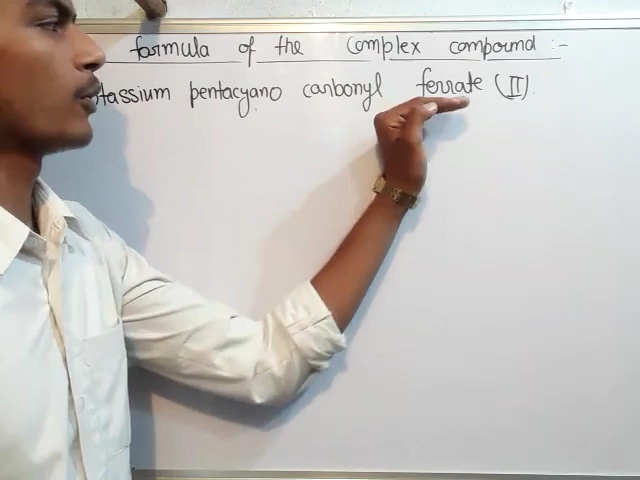 formula of the complex compound :-
tassium pentacyano carbonyl ferrate (II).